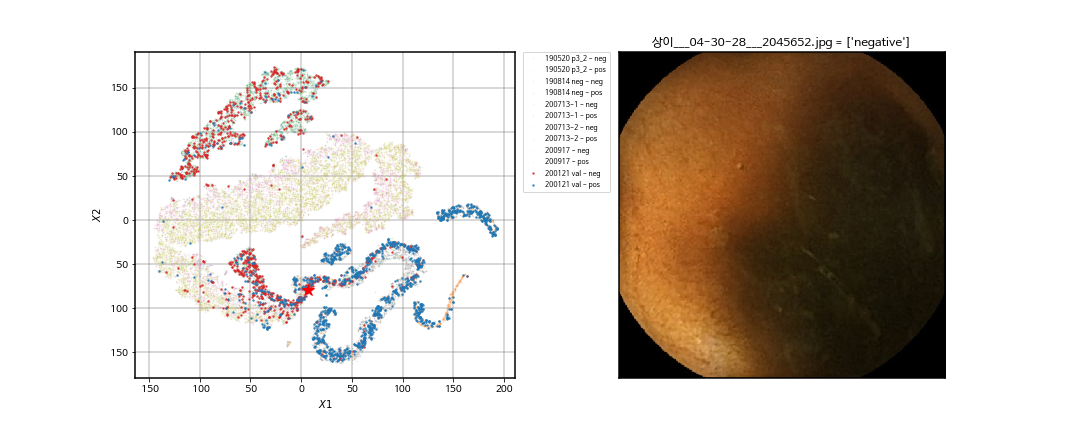 상이___04-30-28___2045652.jpg = ['negative']
190520 p3_2 - neg
190520 p3_2 - pos
190814 neg - neg
190814 neg - pos
200713-1 - neg
200713-1 - pos
200713-2 - neg
200713-2 - pos
200917 - neg
200917 - pos
200121 val - neg
200121 val - pos
X2
150
100
50
0
50
100
150
150
100
50
0
50
100
150
200
X1